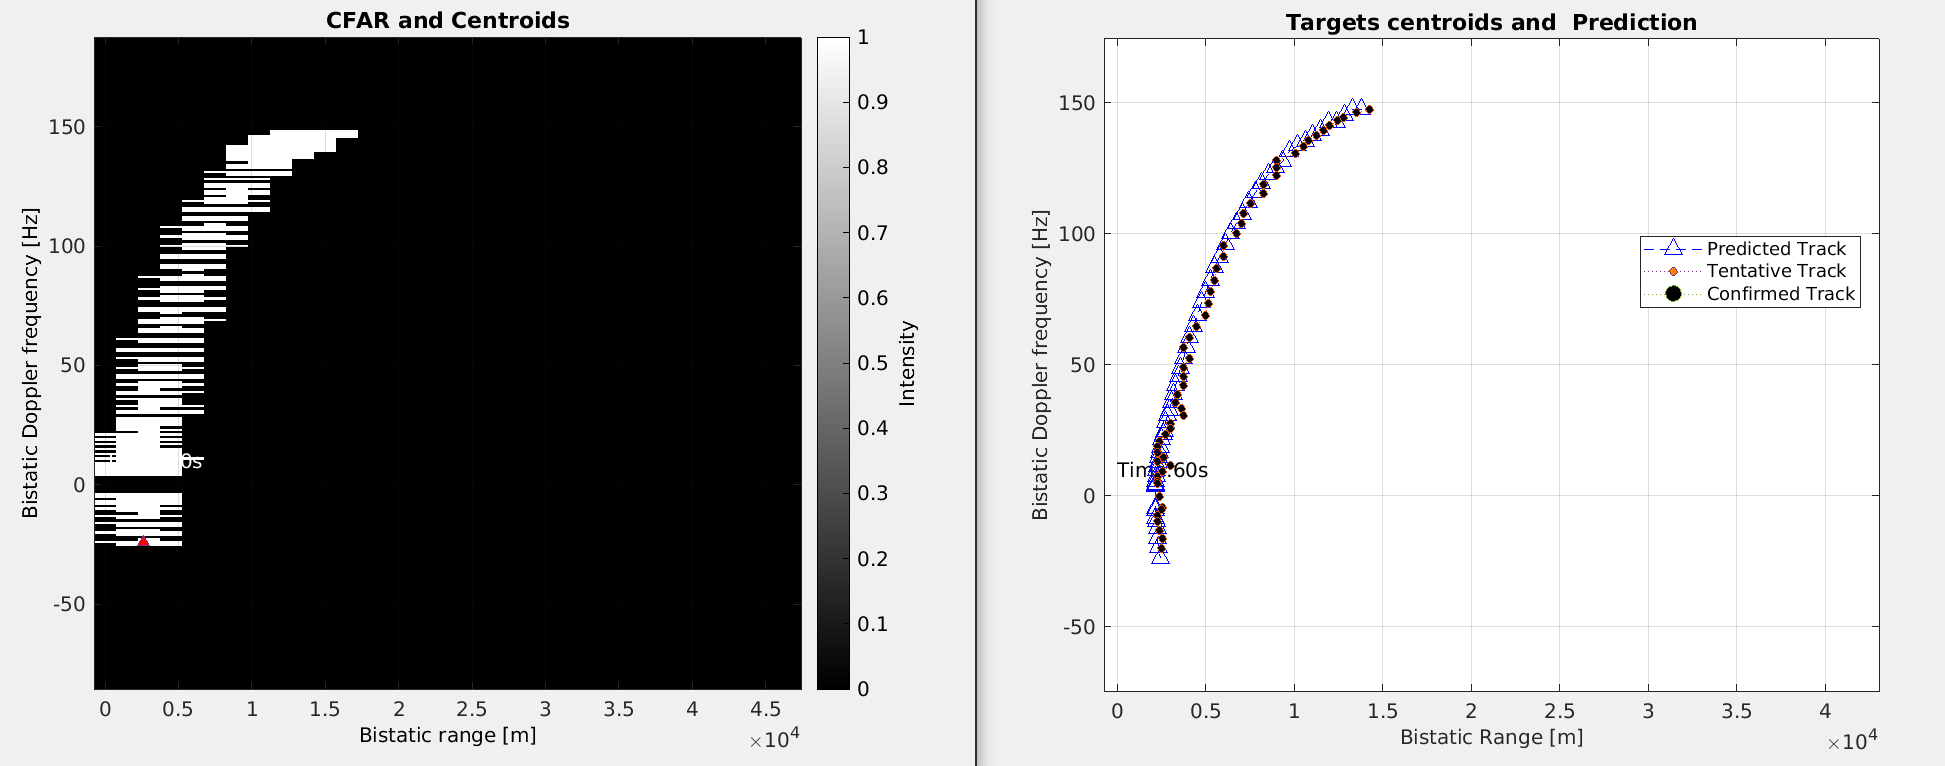 CFAR and Centroids
Bistatic Doppler frequency [Hz]
150
100
50
0
-50
0s
0 0.5 1 1.5 2 2.5 3 3.5 4 4.5
×10^4
Bistatic range [m]
1
0.9
0.8
0.7
0.6
0.5
0.4
0.3
0.2
0.1
0
Intensity
Targets centroids and  Prediction
Bistatic Doppler frequency [Hz]
150
100
50
0
-50
60s
Predicted Track
Tentative Track
Confirmed Track
0 0.5 1 1.5 2 2.5 3 3.5 4
×10^4
Bistatic Range [m]